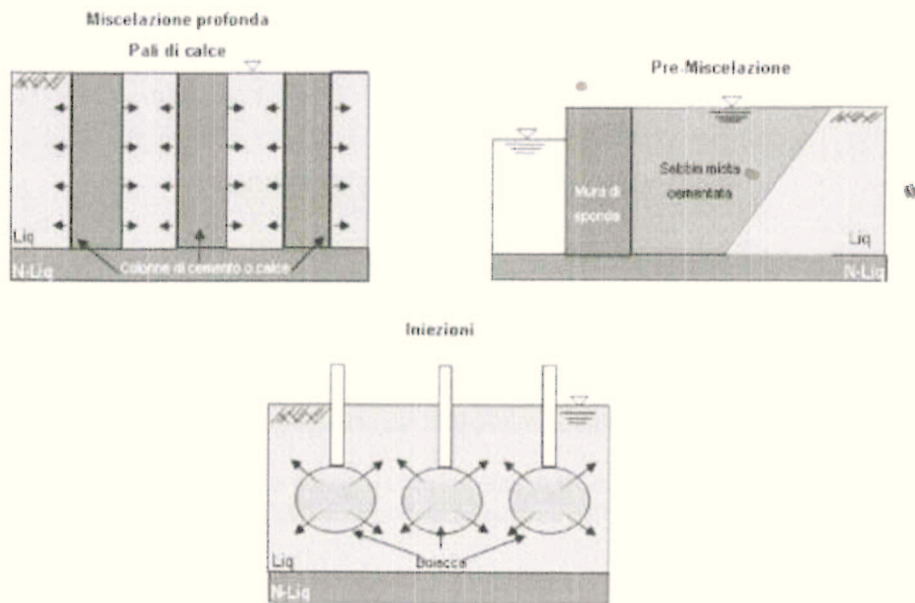 Miscelazione profonda
Pali di calce
Liq
Colonne di cemento o calce
N-Liq
Pre-Miscelazione
Mura di
sponda
Sabbia mista
cementata
Liq
N-Liq
Iniezioni
Liq
Boiacca
N-Liq